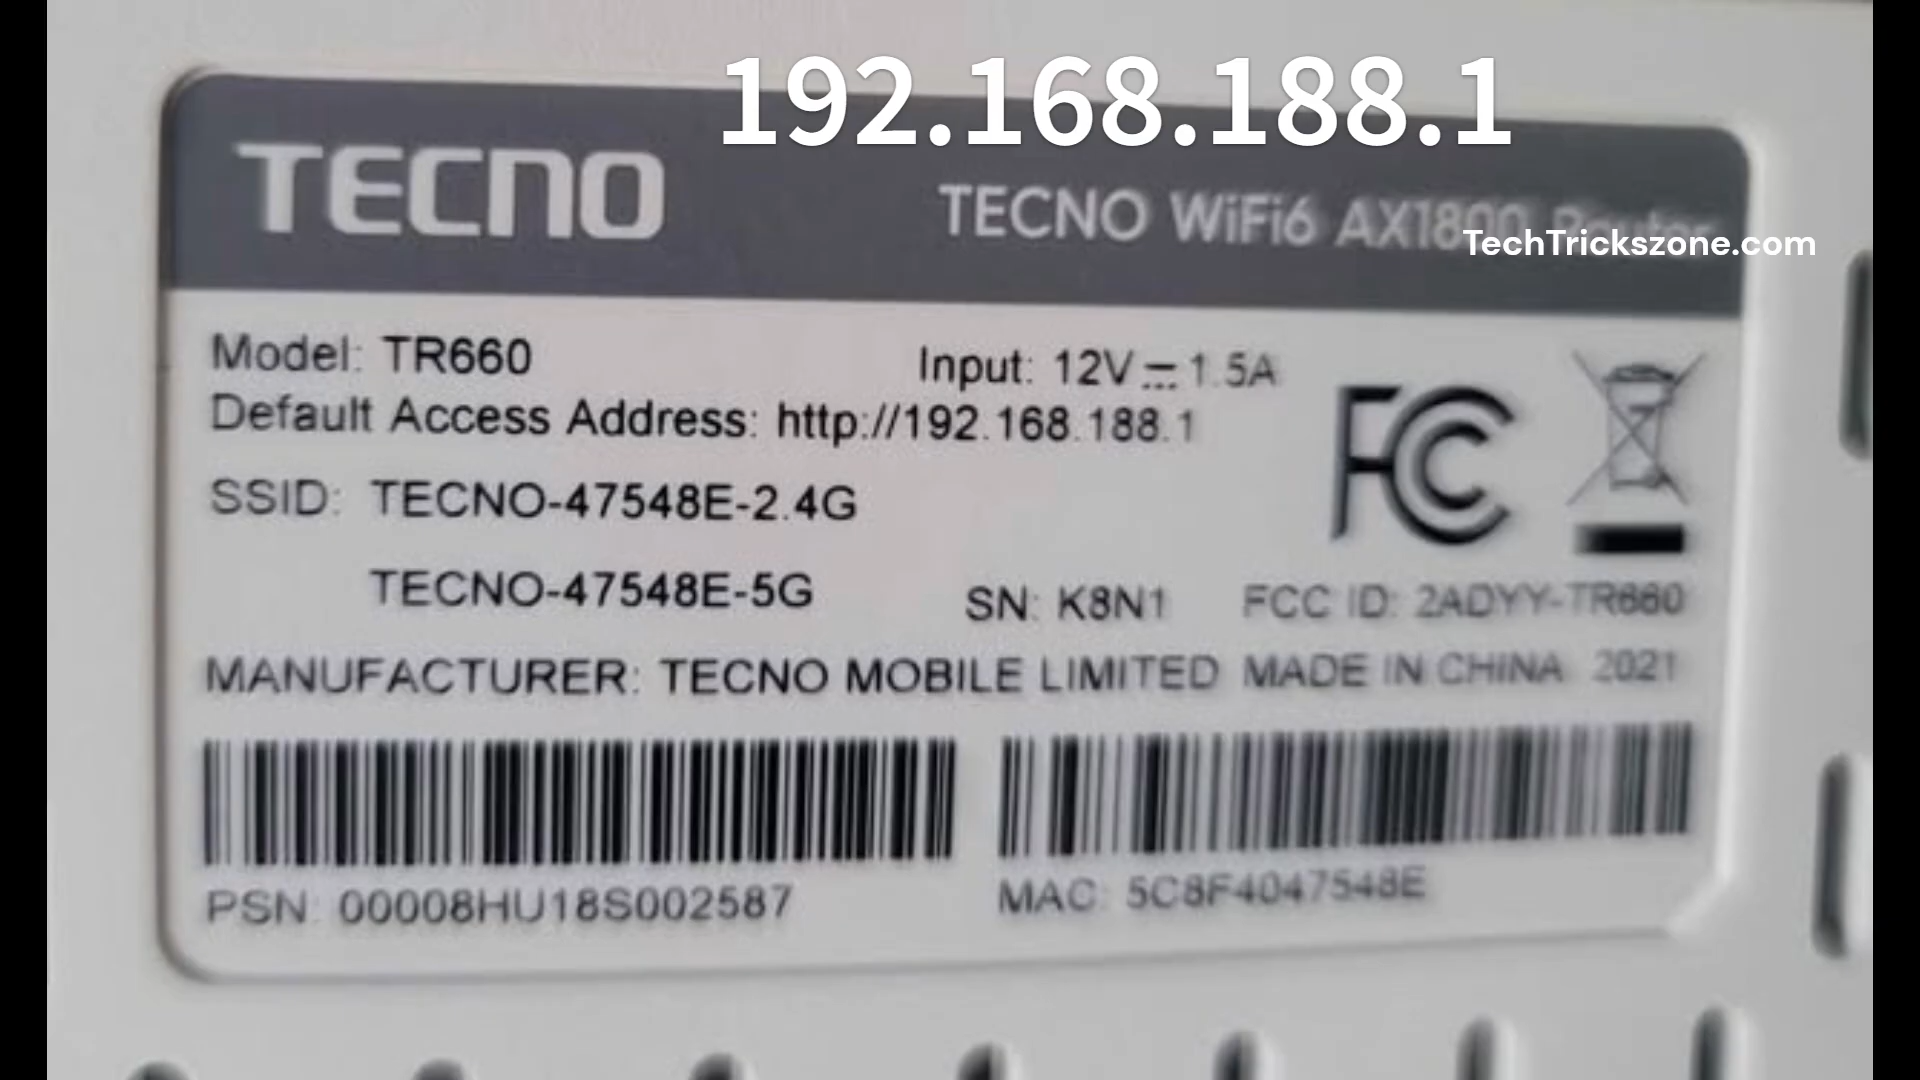 192.168.188.1
TECNO
TECNO WiFi6 AX1800 Router
TechTrickszone.com
Model: TR660
Input: 12V⎓1.5A
Default Access Address: http://192.168.188.1
FC
SSID: TECNO-47548E-2.4G
TECNO-47548E-5G
SN: K8N1
FCC ID: 2ADYY-TR660
MANUFACTURER: TECNO MOBILE LIMITED MADE IN CHINA 2021
PSN: 00008HU18S002587
MAC: 5C8F4047548E